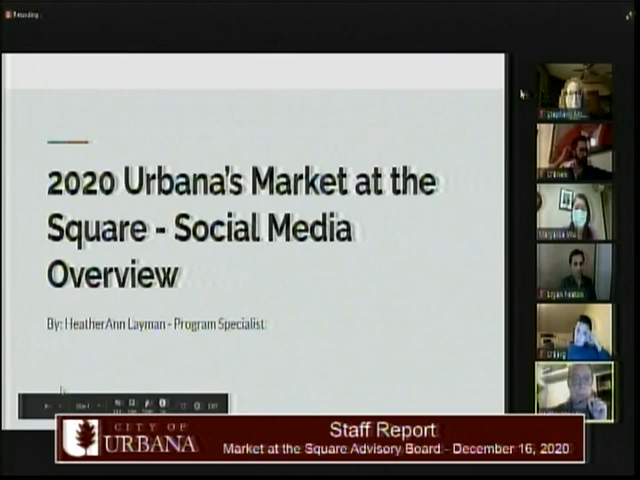 Recording
2020 Urbana's Market at the
Square - Social Media
Overview
By: HeatherAnn Layman - Program Specialist
CITY OF
URBANA
Staff Report
Market at the Square Advisory Board - December 16, 2020